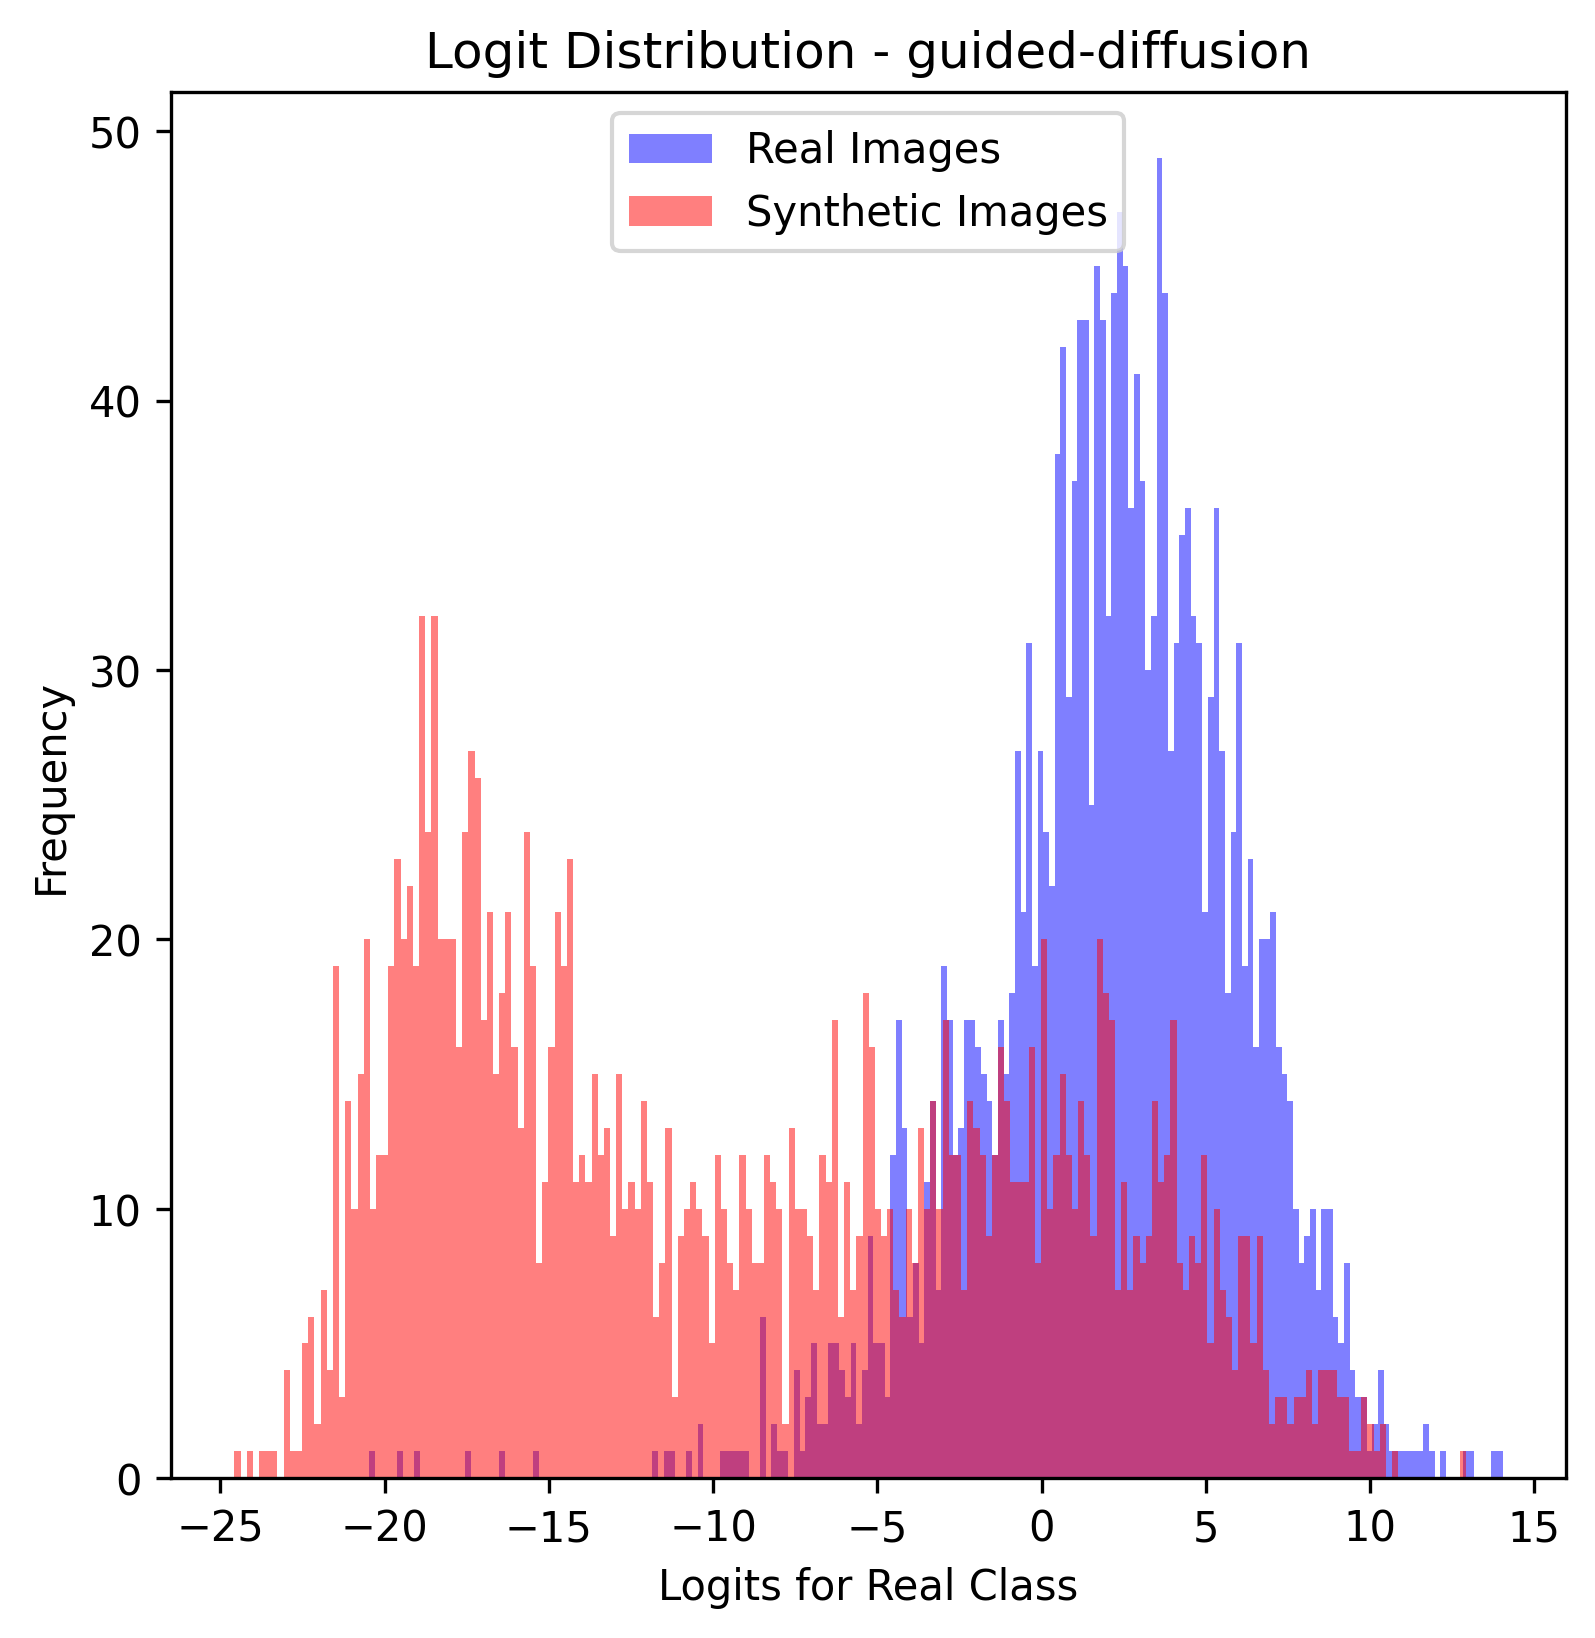 Logit Distribution - guided-diffusion
Real Images
Synthetic Images
50
40
30
20
10
0
Frequency
−25 −20 −15 −10 −5 0 5 10 15
Logits for Real Class